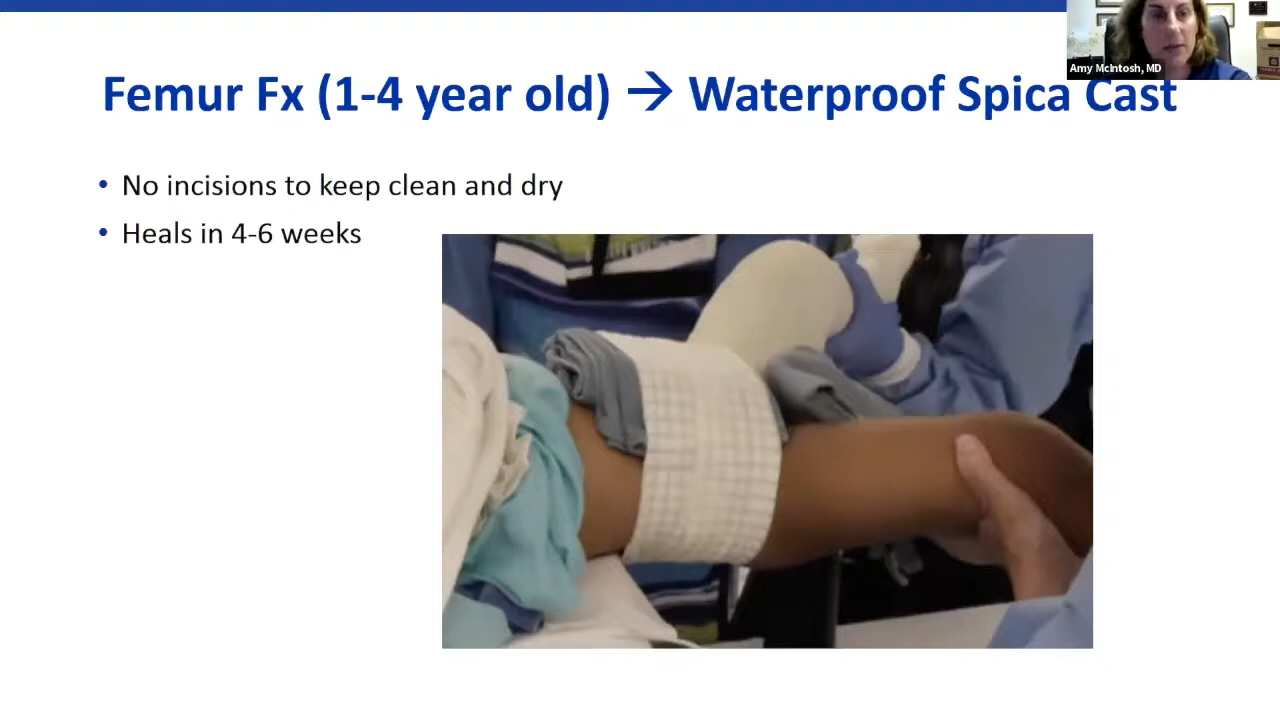 Amy McIntosh, MD
Femur Fx (1-4 year old) → Waterproof Spica Cast
• No incisions to keep clean and dry
• Heals in 4-6 weeks